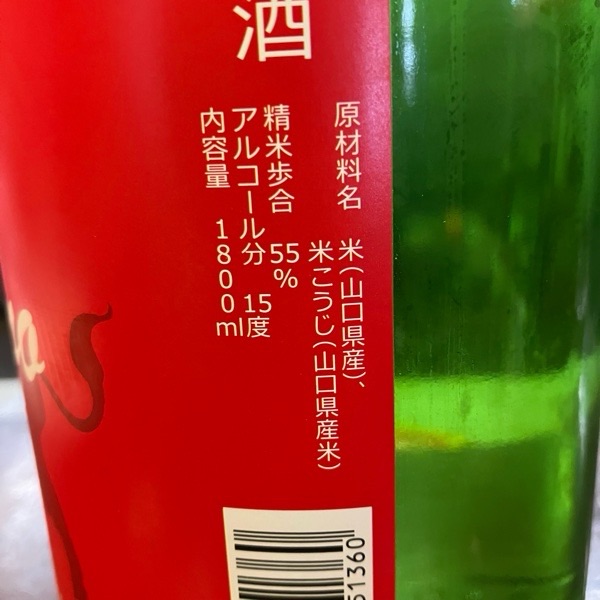 酒
原材料名 米(山口県産)、
米こうじ(山口県産米)
精米歩合 55%
アルコール分 15度
内容量 1800ml
51360